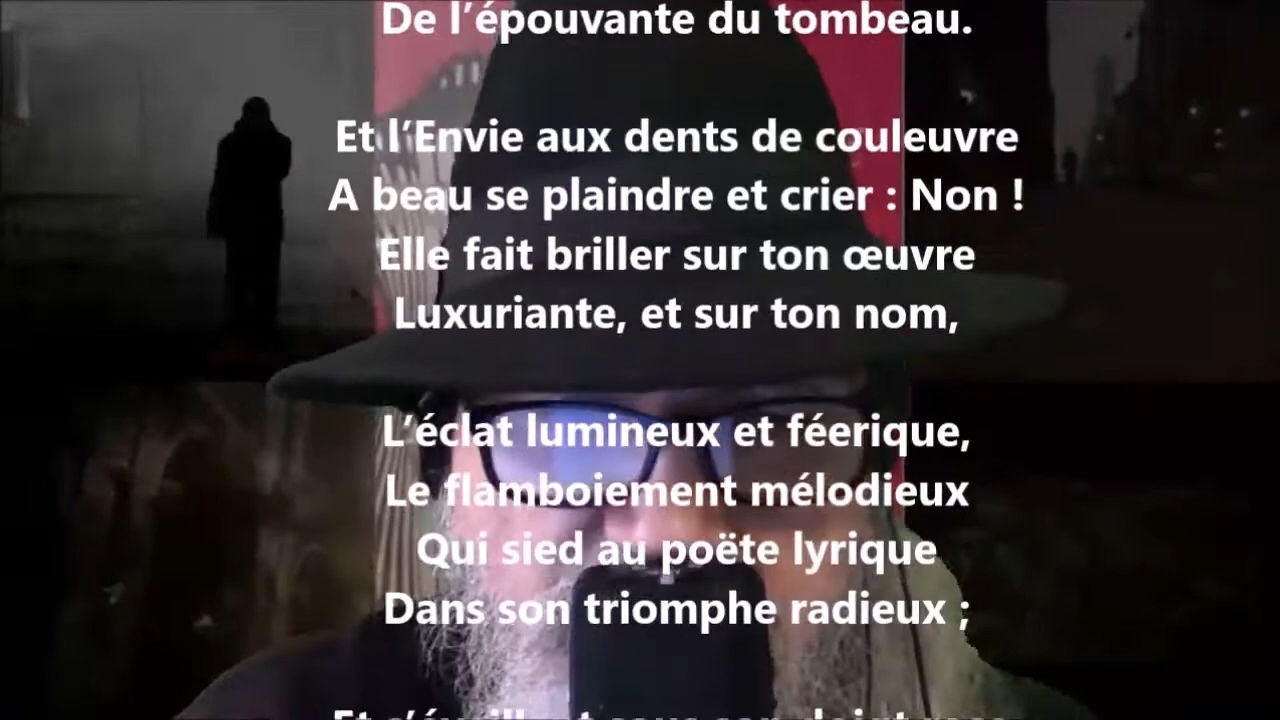 De l’épouvante du tombeau.
Et l’Envie aux dents de couleuvre
A beau se plaindre et crier : Non !
Elle fait briller sur ton œuvre
Luxuriante, et sur ton nom,
L’éclat lumineux et féerique,
Le flamboiement mélodieux
Qui sied au poëte lyrique
Dans son triomphe radieux ;